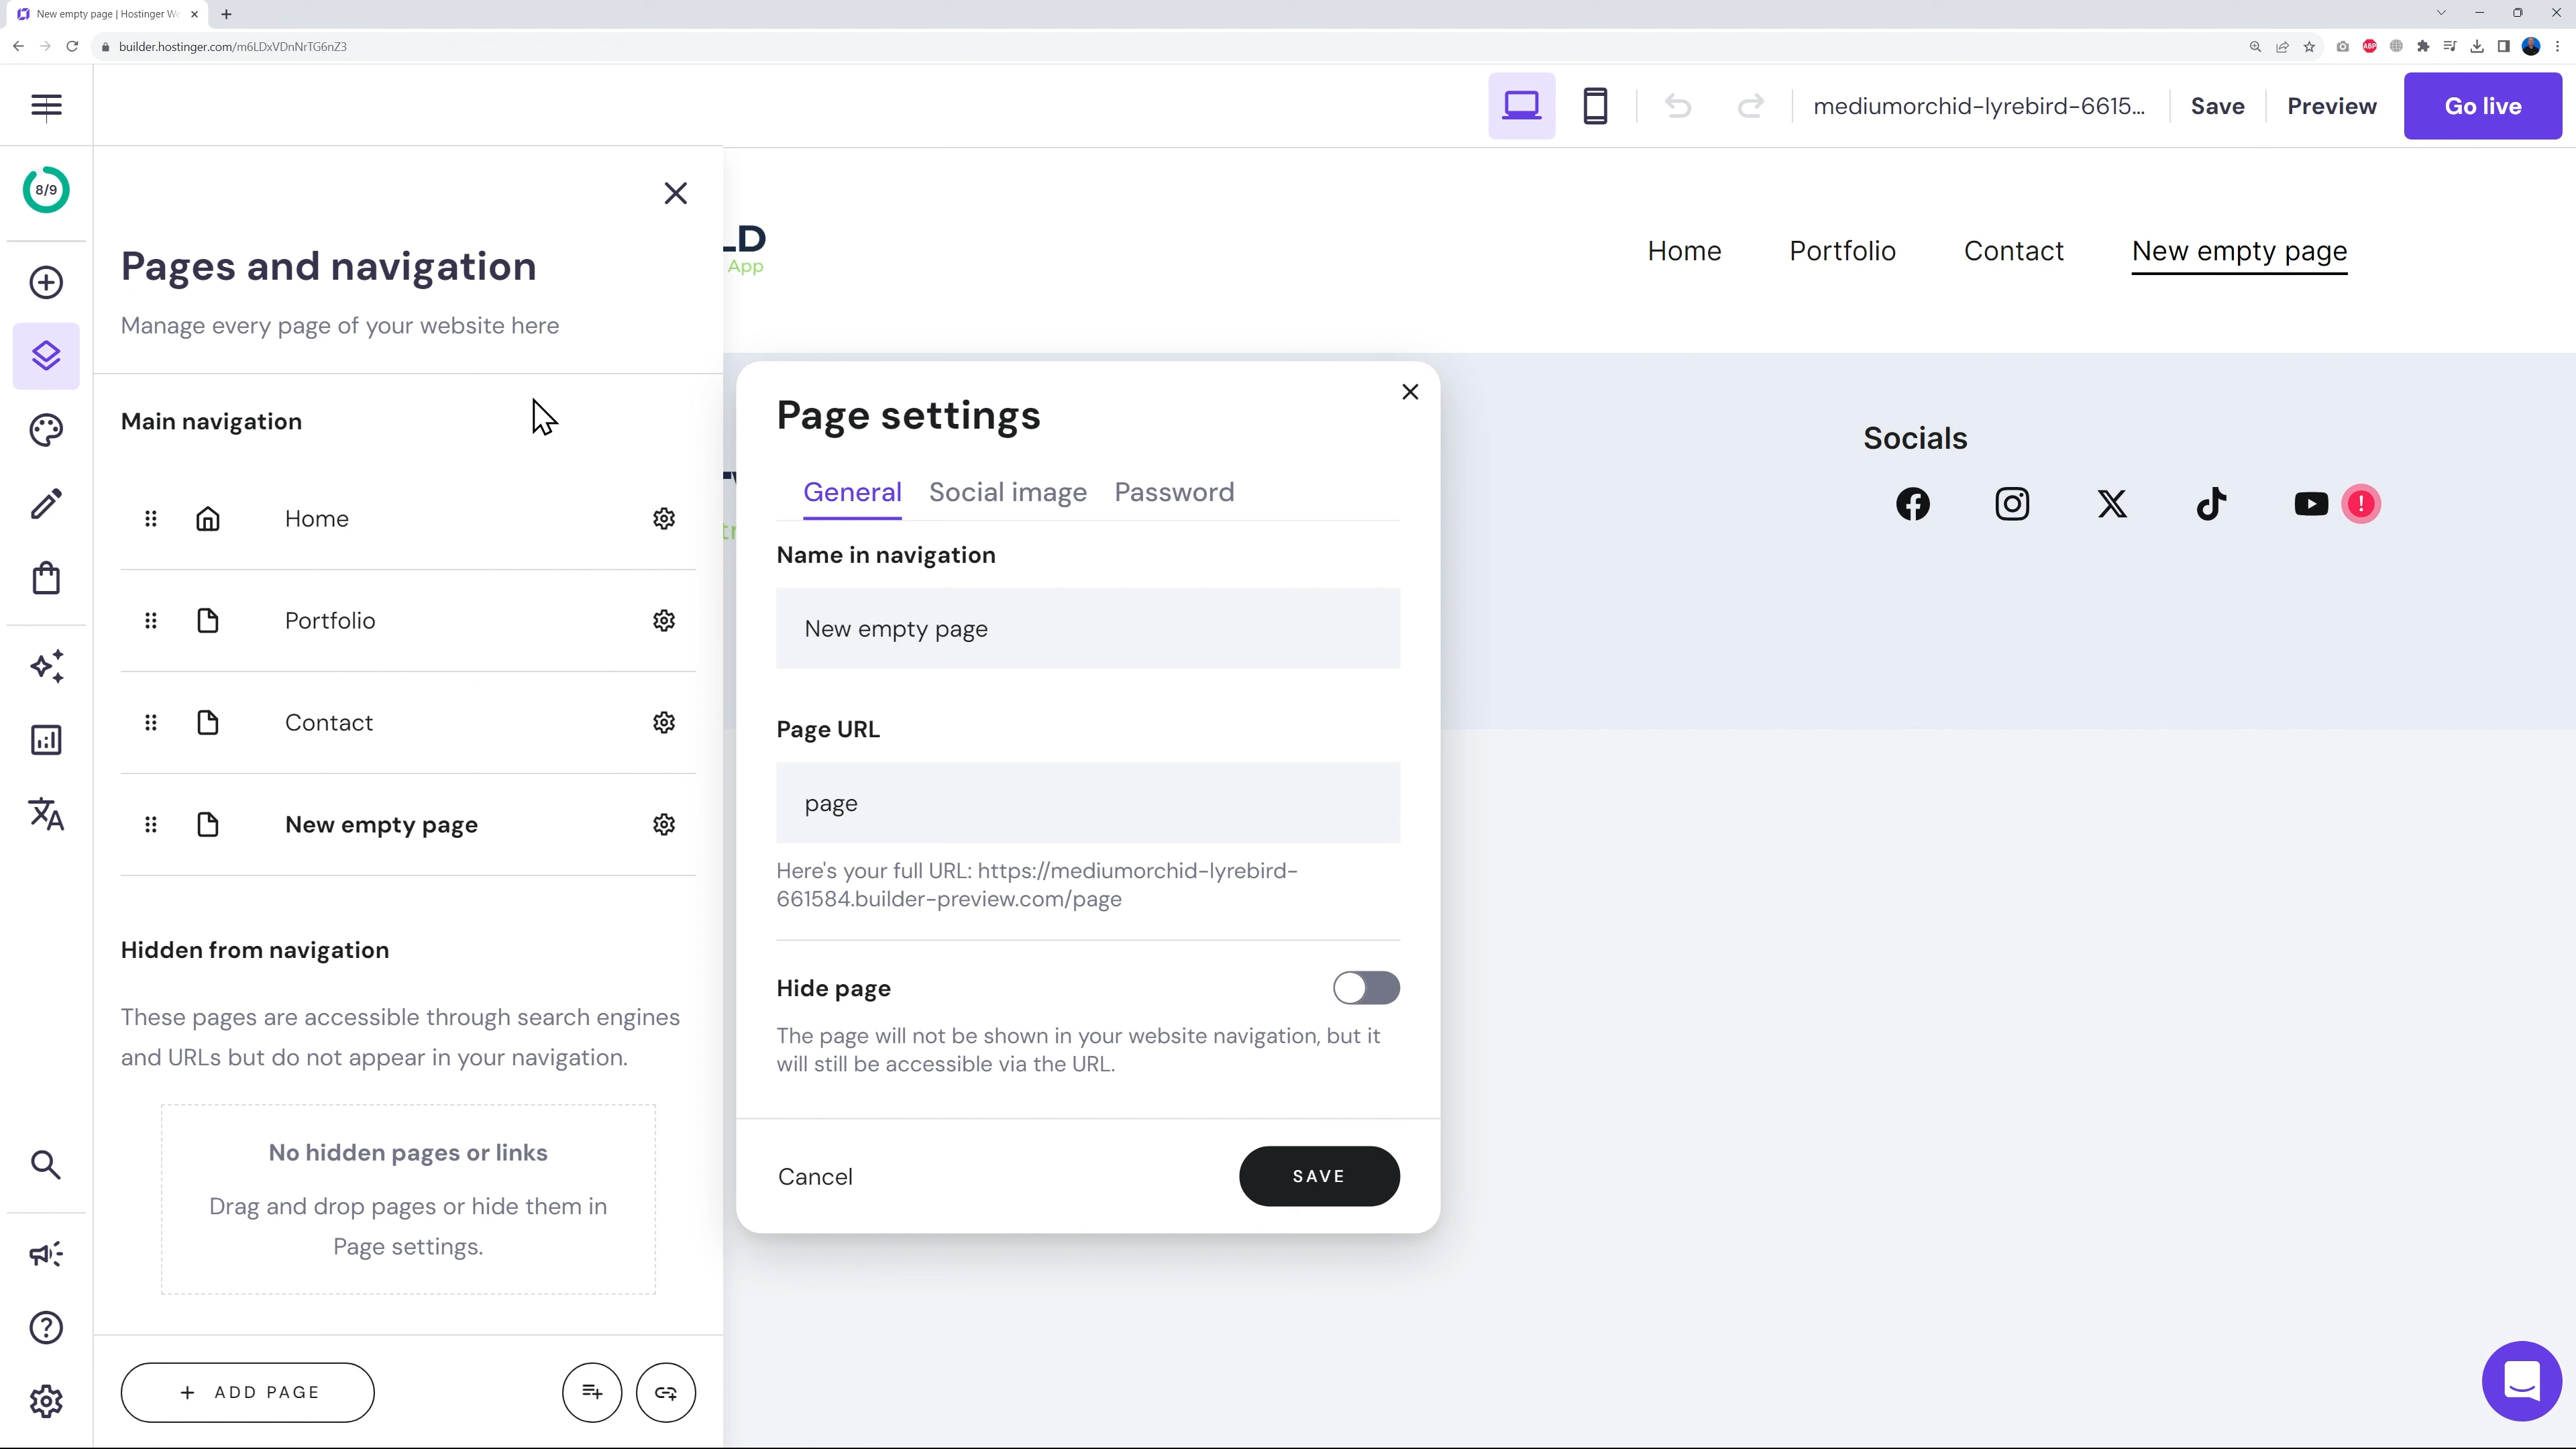 New empty page | Hostinger We
builder.hostinger.com/m6LDxVDnNrTG6nZ3
ABP
mediumorchid-lyrebird-6615...
Save
Preview
Go live
8/9
Pages and navigation
Manage every page of your website here
Main navigation
Home
Portfolio
Contact
New empty page
Hidden from navigation
These pages are accessible through search engines
and URLs but do not appear in your navigation.
No hidden pages or links
Drag and drop pages or hide them in
Page settings.
+ ADD PAGE
LD
App
Home Portfolio Contact New empty page
Page settings
General Social image Password
Name in navigation
New empty page
Page URL
page
Here's your full URL: https://mediumorchid-lyrebird-
661584.builder-preview.com/page
Hide page
The page will not be shown in your website navigation, but it
will still be accessible via the URL.
Cancel
SAVE
Socials